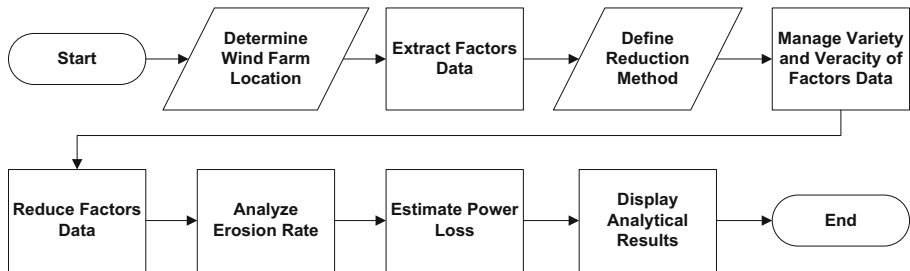 Start
Determine
Wind Farm
Location
Extract Factors
Data
Define
Reduction
Method
Manage Variety
and Veracity of
Factors Data
Reduce Factors
Data
Analyze
Erosion Rate
Estimate Power
Loss
Display
Analytical
Results
End